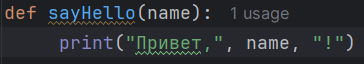 def sayHello(name): 1 usage
    print("Привет,", name, "!")